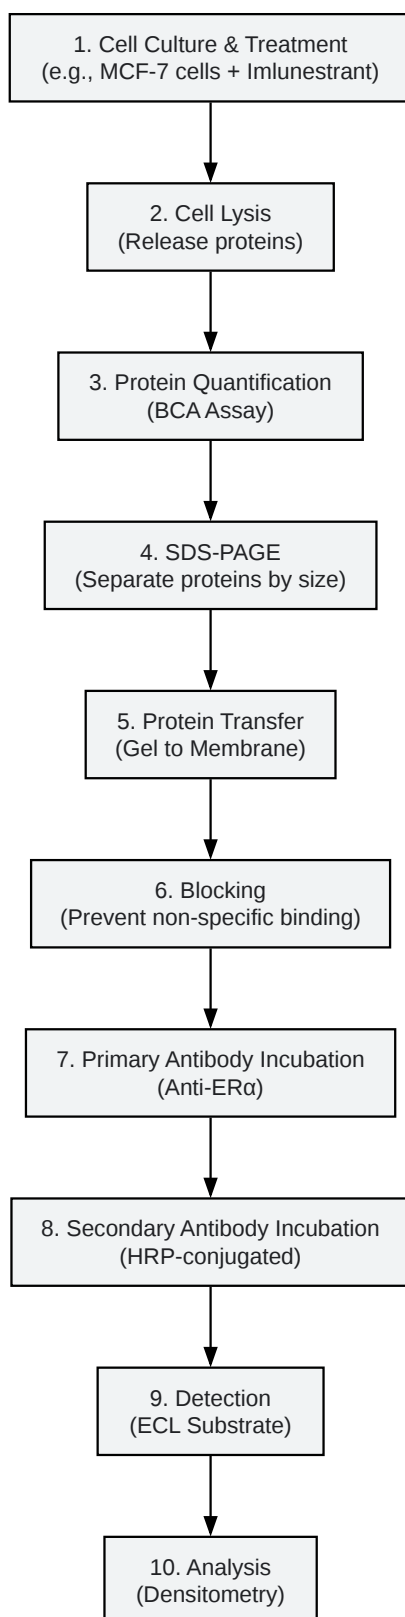 1. Cell Culture & Treatment
(e.g., MCF-7 cells + Imlunestrant)
2. Cell Lysis
(Release proteins)
3. Protein Quantification
(BCA Assay)
4. SDS-PAGE
(Separate proteins by size)
5. Protein Transfer
(Gel to Membrane)
6. Blocking
(Prevent non-specific binding)
7. Primary Antibody Incubation
(Anti-ERα)
8. Secondary Antibody Incubation
(HRP-conjugated)
9. Detection
(ECL Substrate)
10. Analysis
(Densitometry)